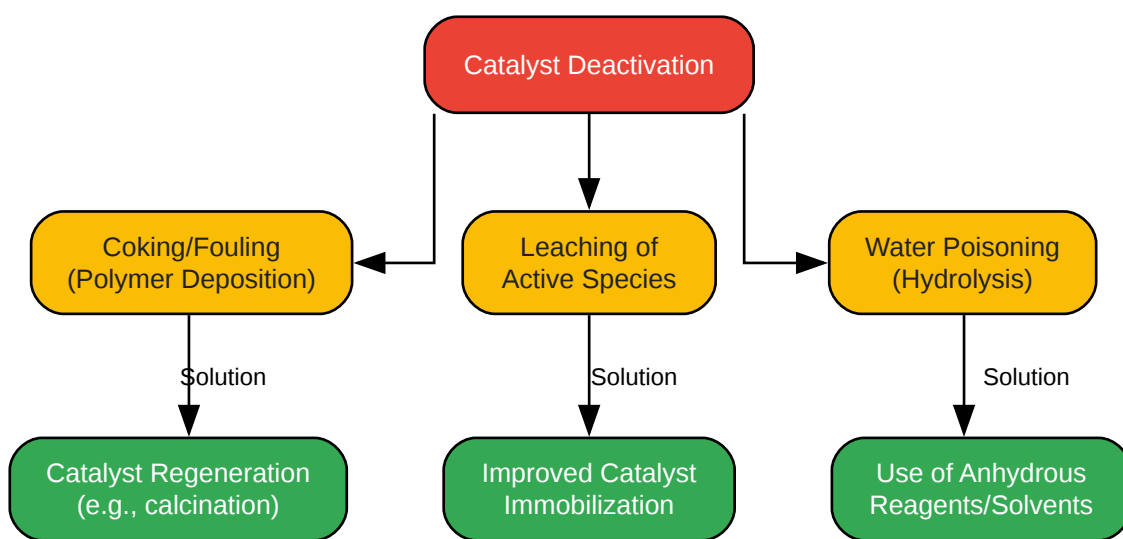 Catalyst Deactivation
Coking/Fouling
(Polymer Deposition)
Leaching of
Active Species
Water Poisoning
(Hydrolysis)
Solution
Solution
Solution
Catalyst Regeneration
(e.g., calcination)
Improved Catalyst
Immobilization
Use of Anhydrous
Reagents/Solvents